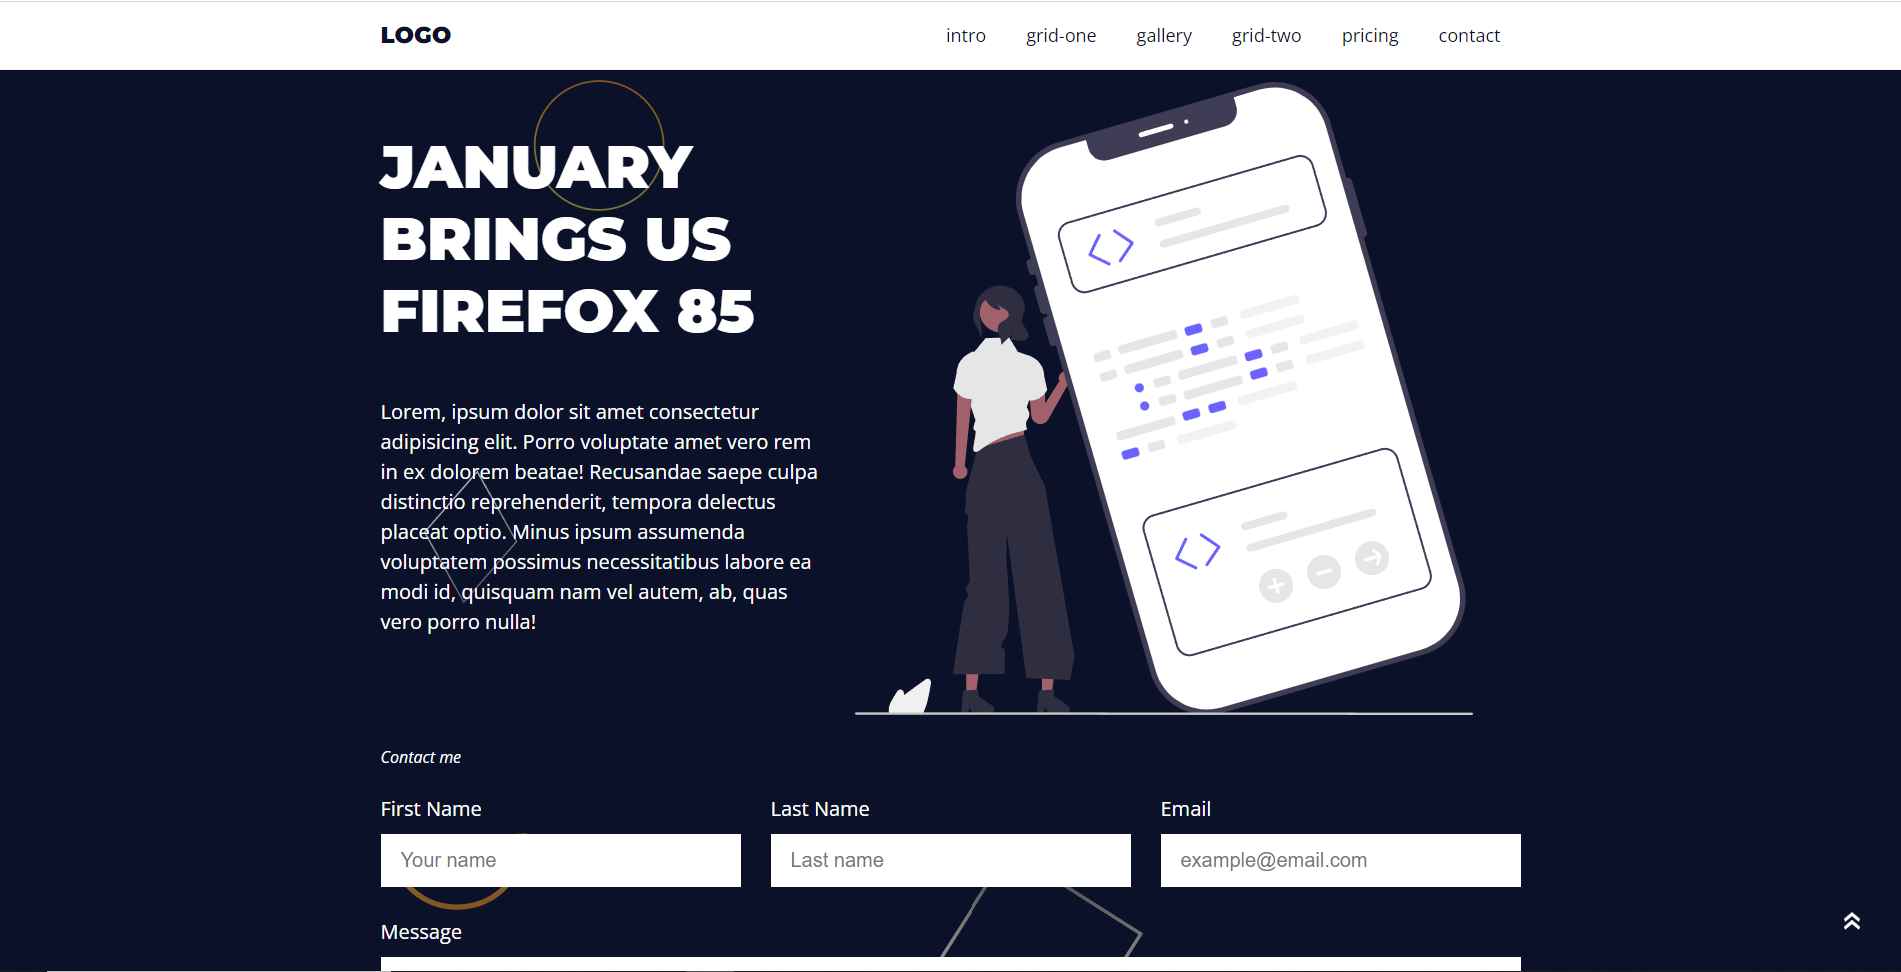 LOGO
intro
grid-one
gallery
grid-two
pricing
contact
JANUARY
BRINGS US
FIREFOX 85
Lorem, ipsum dolor sit amet consectetur
adipisicing elit. Porro voluptate amet vero rem
in ex dolorem beatae! Recusandae saepe culpa
distinctio reprehenderit, tempora delectus
placeat optio. Minus ipsum assumenda
voluptatem possimus necessitatibus labore ea
modi id, quisquam nam vel autem, ab, quas
vero porro nulla!
Contact me
First Name
Last Name
Email
Your name
Last name
example@email.com
Message